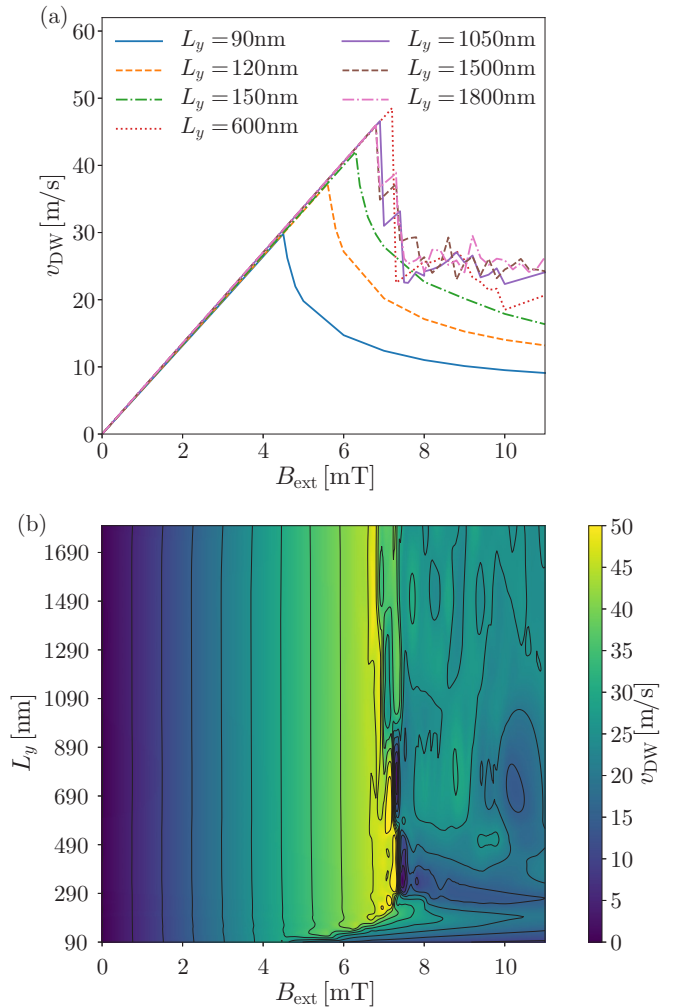 (a)
60
50
40
30
20
10
0
v_DW [m/s]
L_y = 90nm
L_y = 120nm
L_y = 150nm
L_y = 600nm
L_y = 1050nm
L_y = 1500nm
L_y = 1800nm
0 2 4 6 8 10
B_ext [mT]
(b)
1690
1490
1290
1090
890
690
490
290
90
L_y [nm]
0 2 4 6 8 10
B_ext [mT]
50
45
40
35
30
25
20
15
10
5
0
v_DW [m/s]